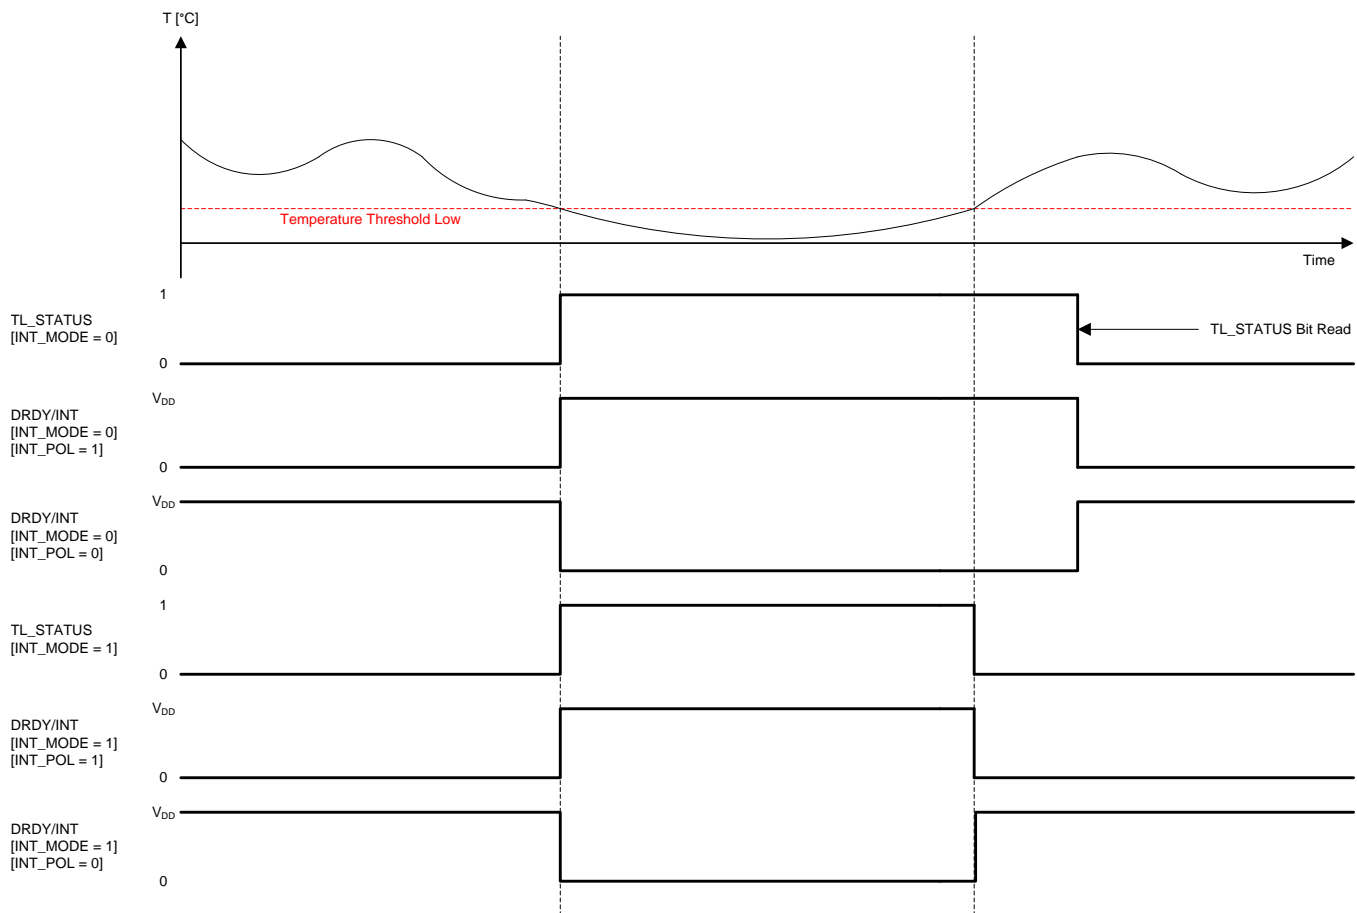 T [°C]
Temperature Threshold Low
Time
1
TL_STATUS
[INT_MODE = 0]
TL_STATUS Bit Read
0
VDD
DRDY/INT
[INT_MODE = 0]
[INT_POL = 1]
0
VDD
DRDY/INT
[INT_MODE = 0]
[INT_POL = 0]
0
1
TL_STATUS
[INT_MODE = 1]
0
VDD
DRDY/INT
[INT_MODE = 1]
[INT_POL = 1]
0
VDD
DRDY/INT
[INT_MODE = 1]
[INT_POL = 0]
0